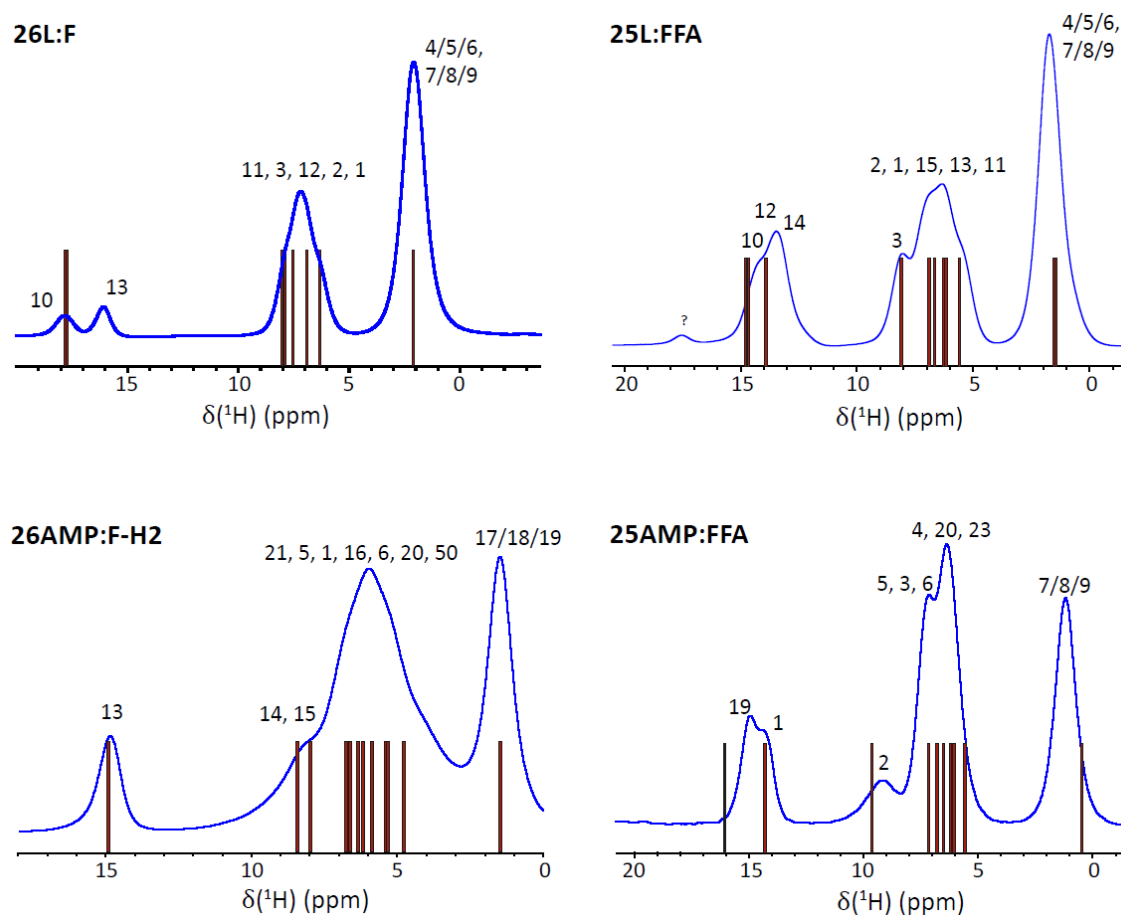 26L:F
4/5/6,
7/8/9
11, 3, 12, 2, 1
10
13
15
10
5
0
δ(¹H) (ppm)
25L:FFA
4/5/6,
7/8/9
2, 1, 15, 13, 11
12
10
14
3
?
20
15
10
5
0
δ(¹H) (ppm)
26AMP:F-H2
17/18/19
21, 5, 1, 16, 6, 20, 50
13
14, 15
15
10
5
0
δ(¹H) (ppm)
25AMP:FFA
4, 20, 23
5, 3, 6
7/8/9
19
1
2
20
15
10
5
0
δ(¹H) (ppm)